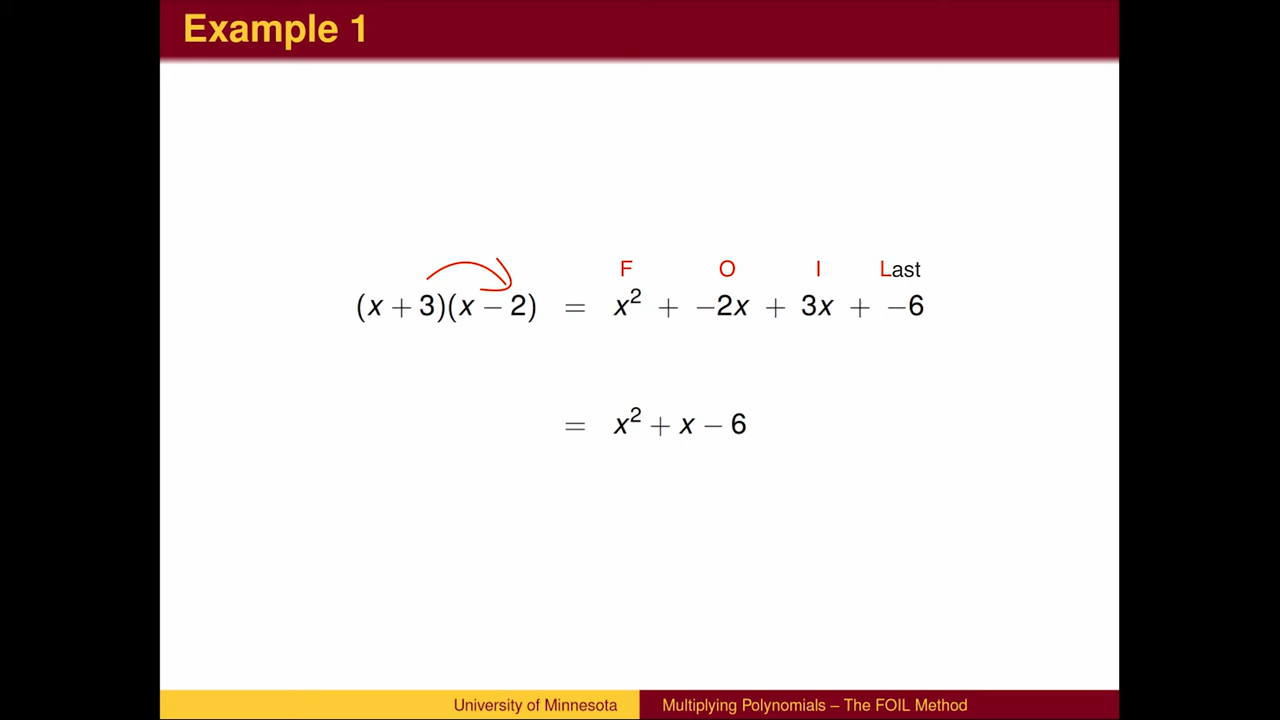 Example 1
F O I Last
(x + 3)(x − 2) = x² + −2x + 3x + −6
= x² + x − 6
University of Minnesota Multiplying Polynomials – The FOIL Method